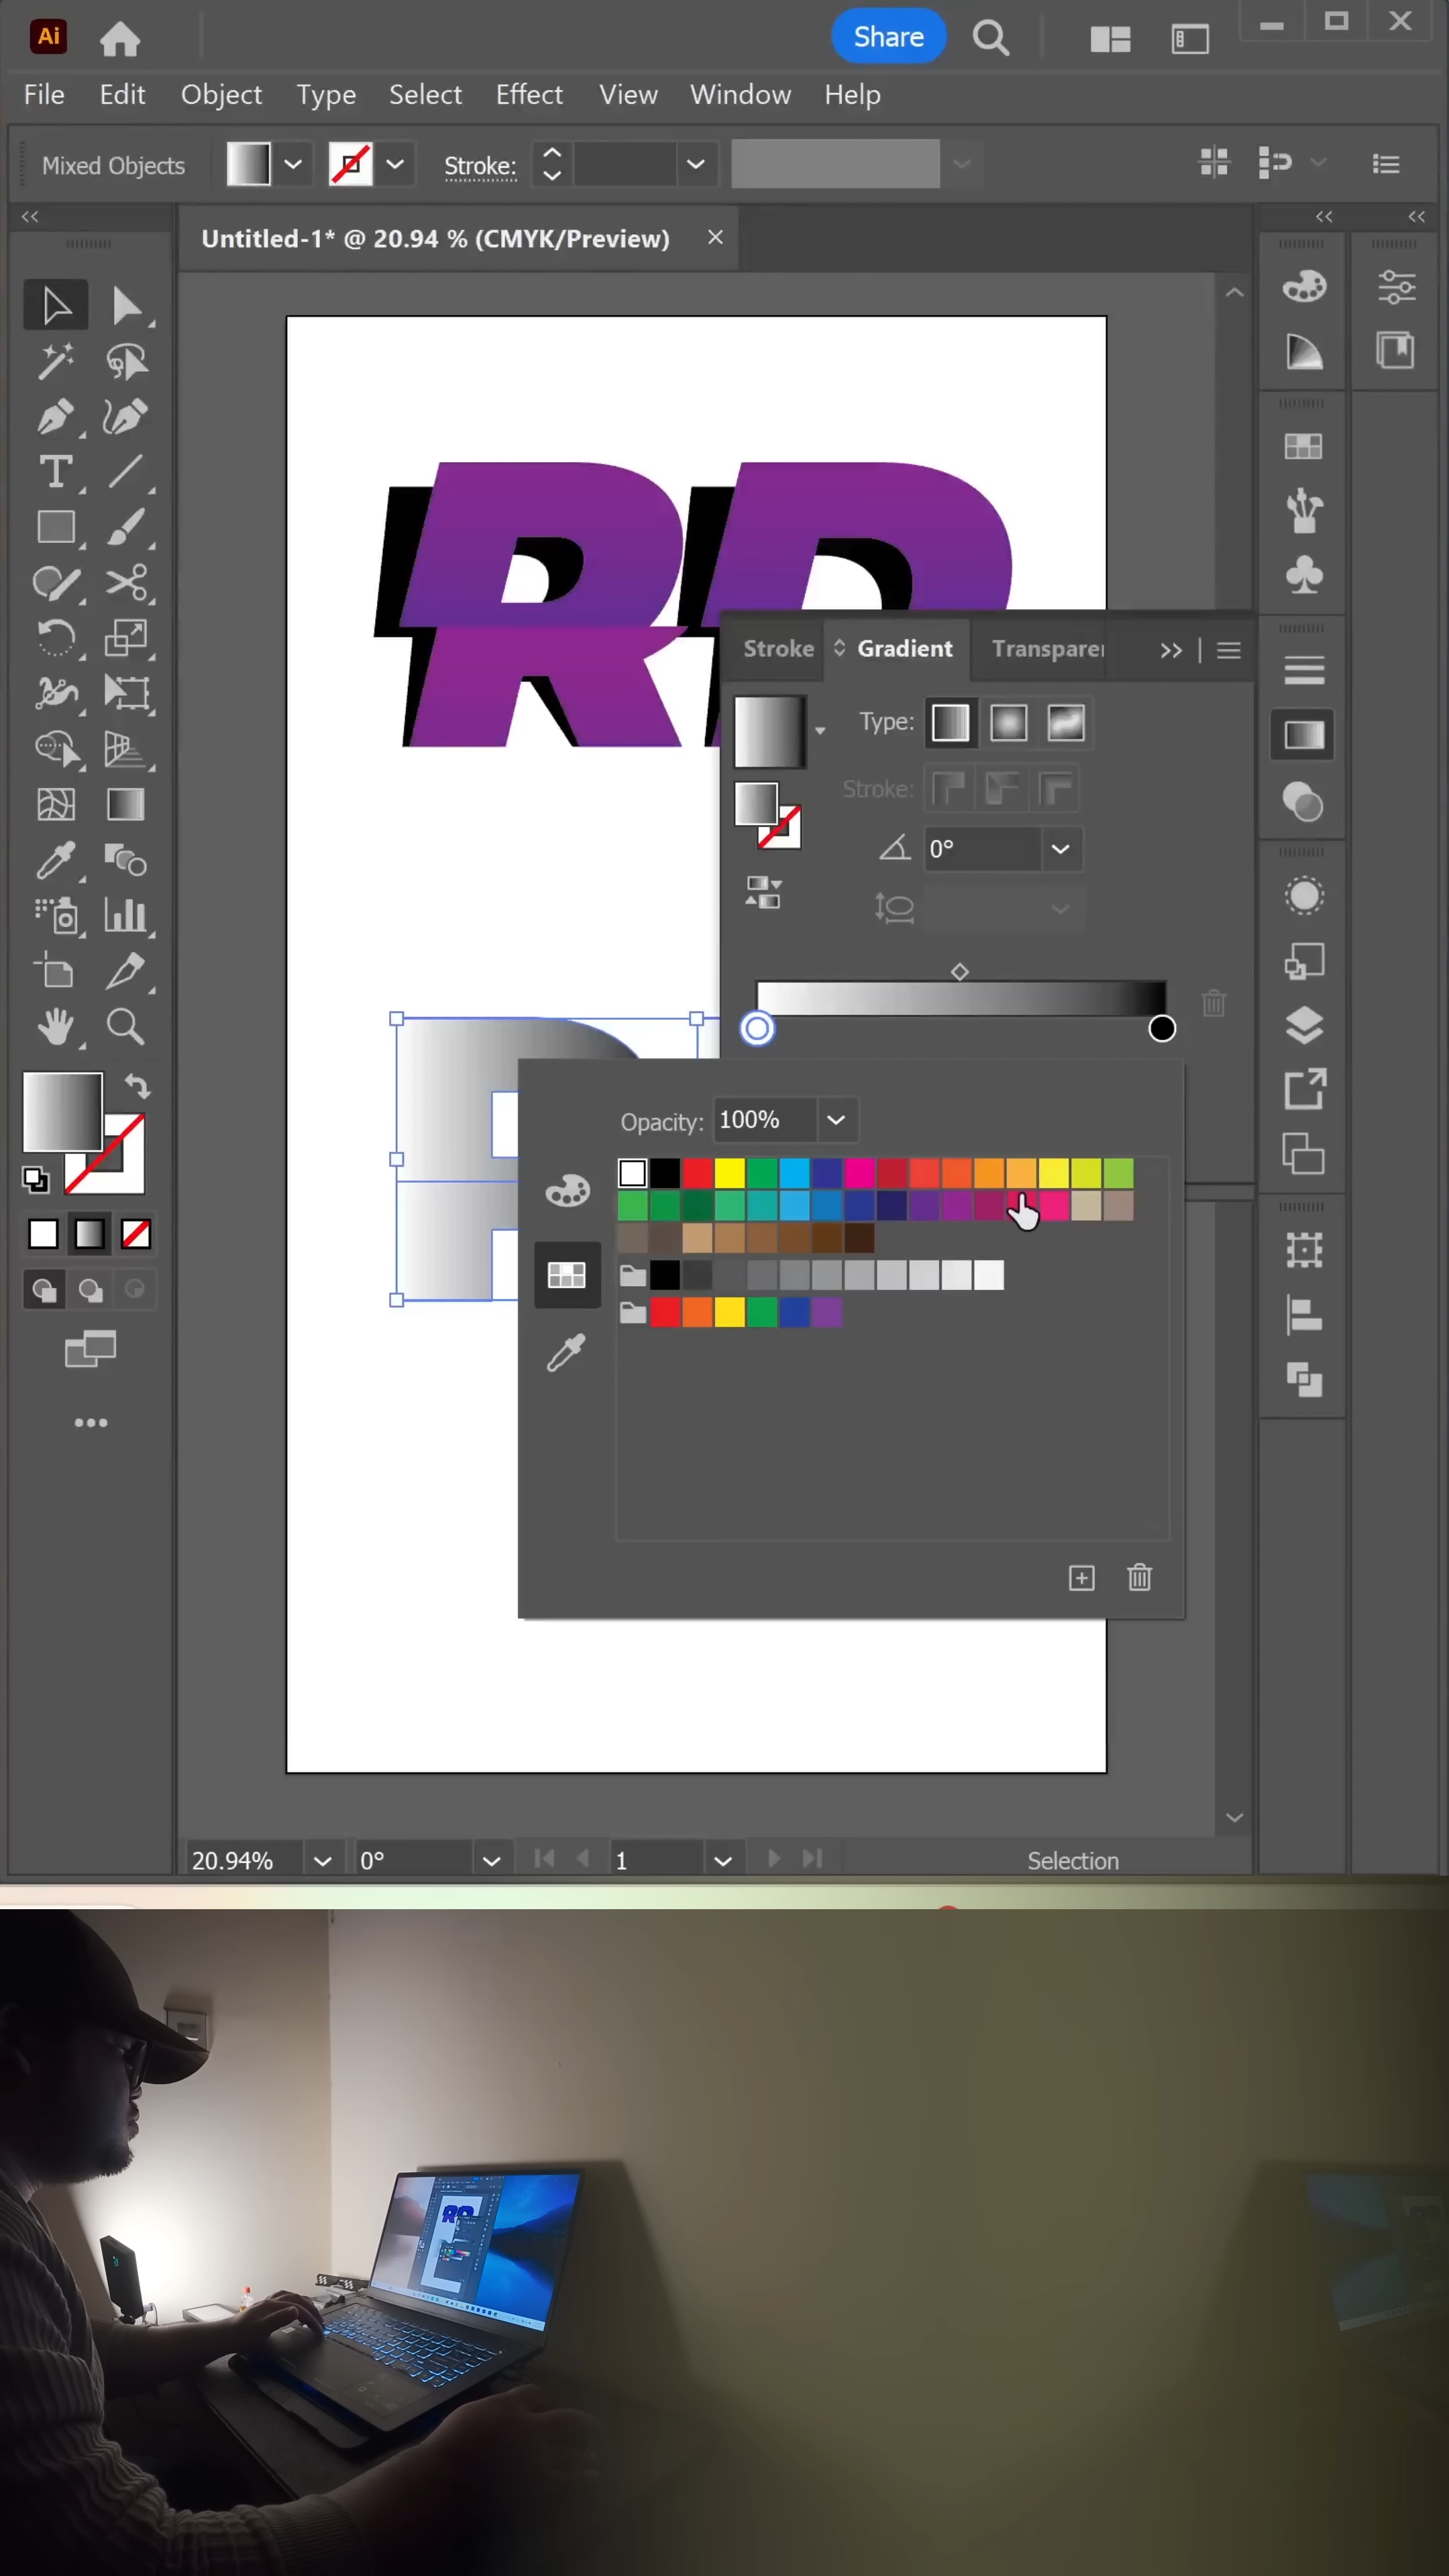 Ai
Share
File Edit Object Type Select Effect View Window Help
Mixed Objects
Stroke:
Untitled-1* @ 20.94 % (CMYK/Preview)
RD
Stroke
Gradient
Type:
Stroke:
0°
Opacity: 100%
20.94%
0°
1
Selection